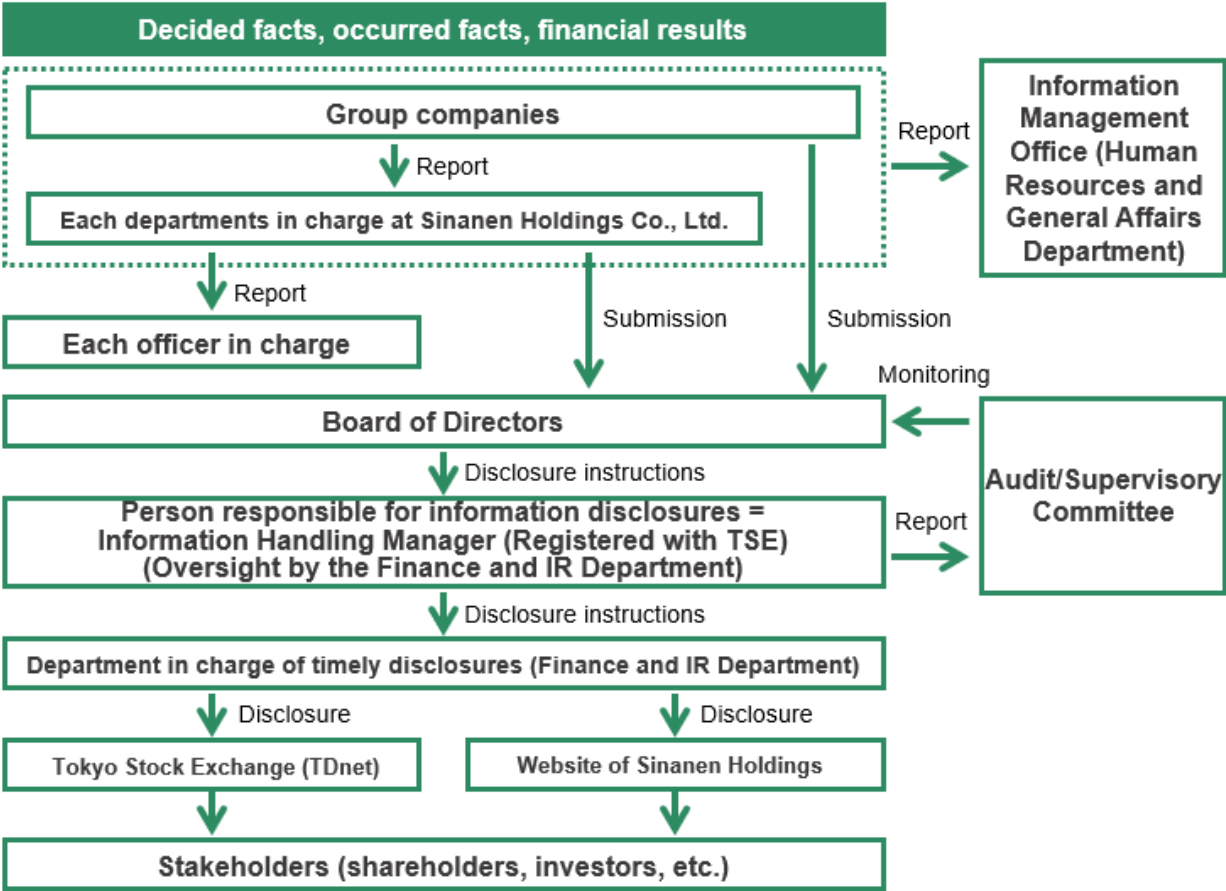 Decided facts, occurred facts, financial results
Group companies
Report
Each departments in charge at Sinanen Holdings Co., Ltd.
Report
Information
Management
Office (Human
Resources and
General Affairs
Department)
Report
Each officer in charge
Submission
Submission
Monitoring
Board of Directors
Audit/Supervisory
Committee
Disclosure instructions
Person responsible for information disclosures =
Information Handling Manager (Registered with TSE)
(Oversight by the Finance and IR Department)
Report
Disclosure instructions
Department in charge of timely disclosures (Finance and IR Department)
Disclosure
Disclosure
Tokyo Stock Exchange (TDnet)
Website of Sinanen Holdings
Stakeholders (shareholders, investors, etc.)